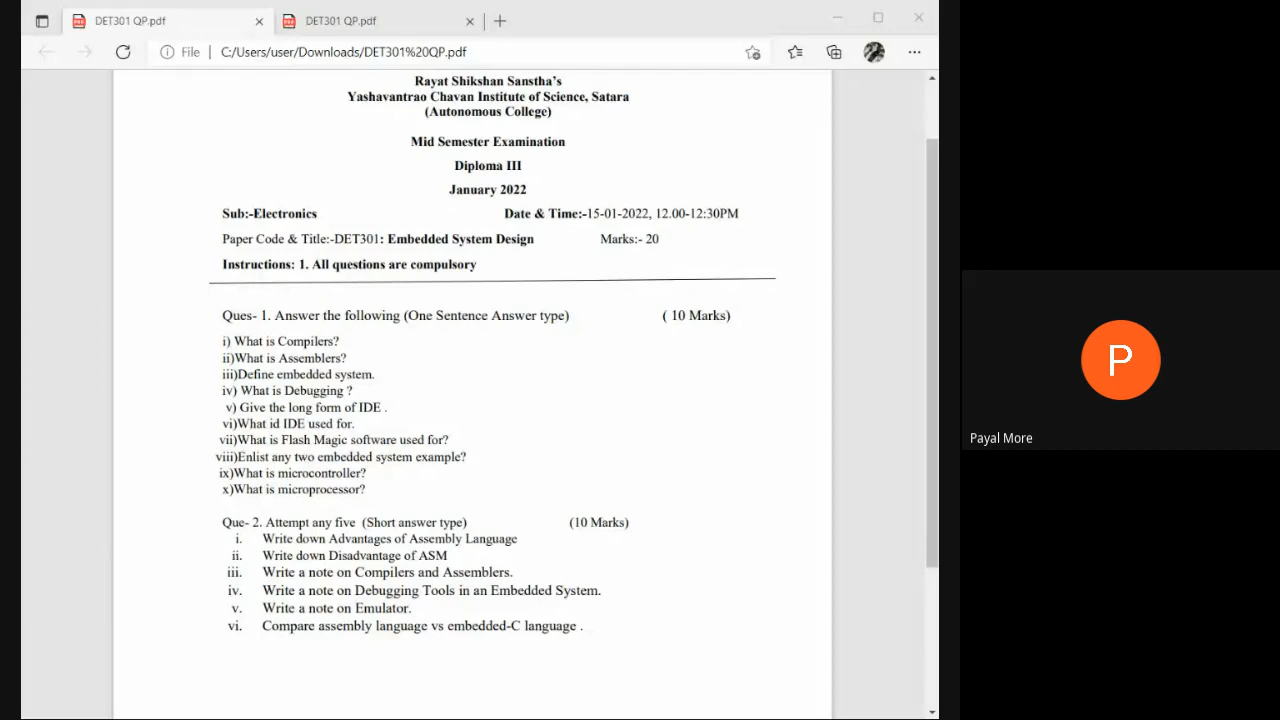 DET301 QP.pdf
DET301 QP.pdf
File
C:/Users/user/Downloads/DET301%20QP.pdf
Rayat Shikshan Sanstha's
Yashavantrao Chavan Institute of Science, Satara
(Autonomous College)
Mid Semester Examination
Diploma III
January 2022
Sub:-Electronics Date & Time:-15-01-2022, 12.00-12:30PM
Paper Code & Title:-DET301: Embedded System Design Marks:- 20
Instructions: 1. All questions are compulsory
Ques- 1. Answer the following (One Sentence Answer type) ( 10 Marks)
i) What is Compilers?
ii)What is Assemblers?
iii)Define embedded system.
iv) What is Debugging ?
v) Give the long form of IDE .
vi)What id IDE used for.
vii)What is Flash Magic software used for?
viii)Enlist any two embedded system example?
ix)What is microcontroller?
x)What is microprocessor?
Que- 2. Attempt any five (Short answer type) (10 Marks)
i. Write down Advantages of Assembly Language
ii. Write down Disadvantage of ASM
iii. Write a note on Compilers and Assemblers.
iv. Write a note on Debugging Tools in an Embedded System.
v. Write a note on Emulator.
vi. Compare assembly language vs embedded-C language .
P
Payal More